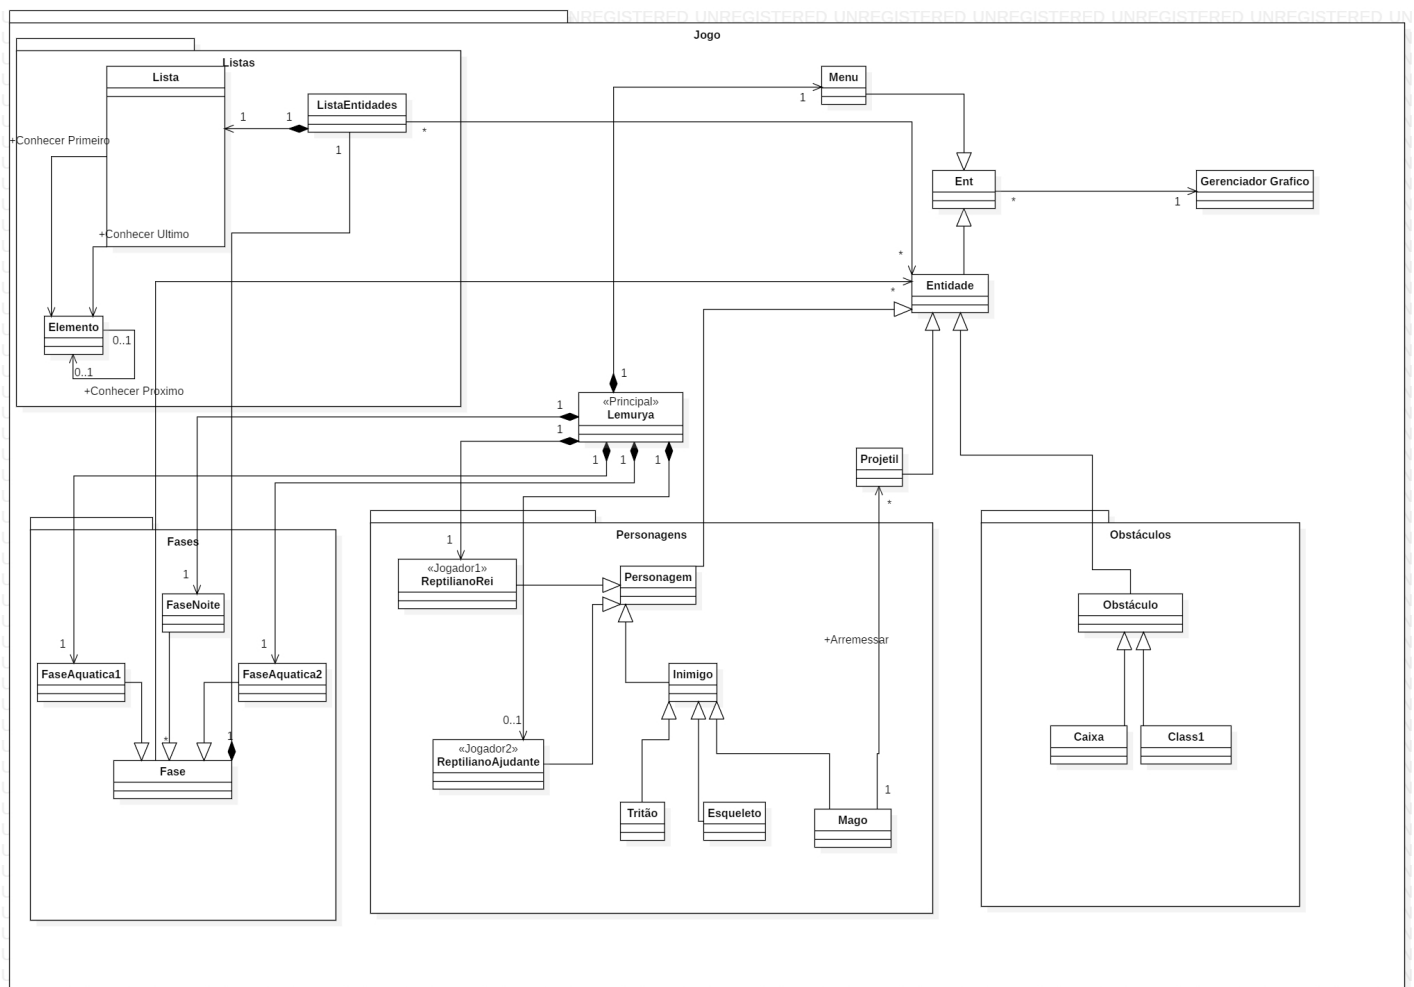 UNREGISTERED UNREGISTERED UNREGISTERED UNREGISTERED UNREGISTERED UNREGISTERED UN
Jogo
Listas
Lista
ListaEntidades
Menu
1
1
1
*
1
+Conhecer Primeiro
Ent
Gerenciador Grafico
*
1
+Conhecer Ultimo
*
Entidade
*
Elemento
0..1
0..1
+Conhecer Proximo
1
«Principal»
Lemurya
1
1
1
1
1
Projetil
*
Fases
Personagens
Obstáculos
1
«Jogador1»
ReptilianoRei
Personagem
1
FaseNoite
Obstáculo
1
1
+Arremessar
FaseAquatica1
FaseAquatica2
Inimigo
0..1
*
1
«Jogador2»
ReptilianoAjudante
Caixa
Class1
Fase
1
Tritão
Esqueleto
Mago